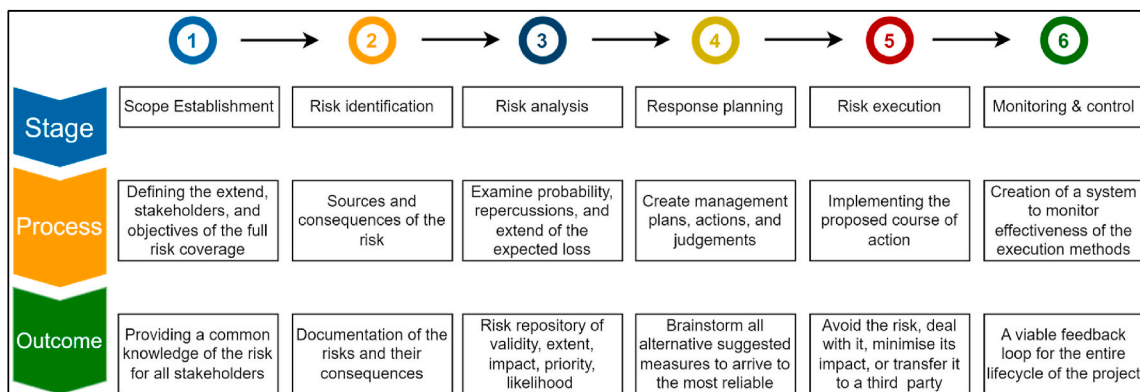 1
2
3
4
5
6
Stage
Scope Establishment
Risk identification
Risk analysis
Response planning
Risk execution
Monitoring & control
Process
Defining the extend,
stakeholders, and
objectives of the full
risk coverage
Sources and
consequences of the
risk
Examine probability,
repercussions, and
extend of the
expected loss
Create management
plans, actions, and
judgements
Implementing the
proposed course of
action
Creation of a system
to monitor
effectiveness of the
execution methods
Outcome
Providing a common
knowledge of the risk
for all stakeholders
Documentation of the
risks and their
consequences
Risk repository of
validity, extent,
impact, priority,
likelihood
Brainstorm all
alternative suggested
measures to arrive to
the most reliable
Avoid the risk, deal
with it, minimise its
impact, or transfer it
to a third party
A viable feedback
loop for the entire
lifecycle of the project